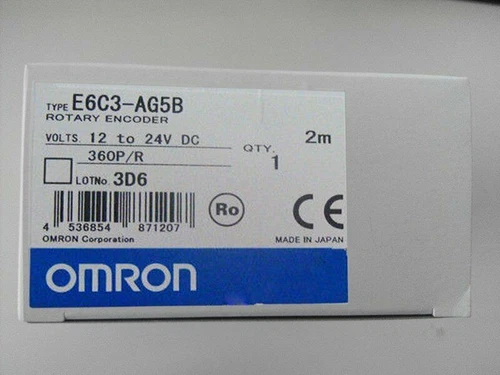 TYPE E6C3-AG5B
ROTARY ENCODER
VOLTS. 12 to 24V DC 2m
360P/R QTY. 1
LOTNo. 3D6
Ro CE
4 536854 871207
OMRON Corporation MADE IN JAPAN
OMRON